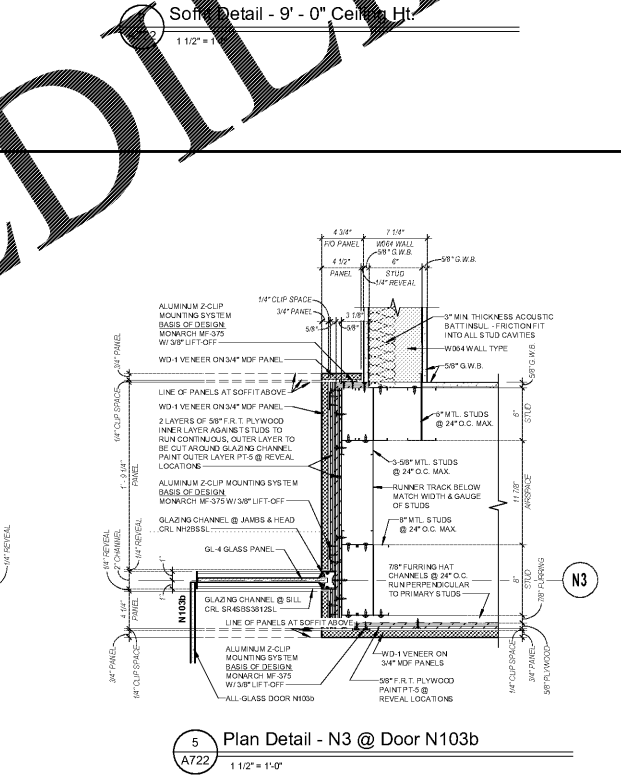 Soffit Detail - 9' - 0" Ceiling Ht.
1 1/2" = 1'-0"
EDILE
4 3/4"
7 1/4"
F/O PANEL
W064 WALL
5/8" G.W.B.
4 1/2"
6"
5/8" G.W.B.
PANEL
STUD
1/4" REVEAL
1/4" CLIP SPACE
3/4" PANEL
3 1/8"
5/8"
5/8"
ALUMINUM Z-CLIP
MOUNTING SYSTEM
BASIS OF DESIGN:
MONARCH MF-375
W/ 3/8" LIFT-OFF
WD-1 VENEER ON 3/4" MDF PANEL
LINE OF PANELS AT SOFFIT ABOVE
WD-1 VENEER ON 3/4" MDF PANEL
2 LAYERS OF 5/8" F.R.T. PLYWOOD
INNER LAYER AGAINST STUDS TO
RUN CONTINUOUS, OUTER LAYER TO
BE CUT AROUND GLAZING CHANNEL
PAINT OUTER LAYER PT-5 @ REVEAL
LOCATIONS
ALUMINUM Z-CLIP MOUNTING SYSTEM
BASIS OF DESIGN:
MONARCH MF-375 W/ 3/8" LIFT-OFF
GLAZING CHANNEL @ JAMBS & HEAD
CRL NH2BSSL
GL-4 GLASS PANEL
GLAZING CHANNEL @ SILL
CRL SR4SBS3812SL
LINE OF PANELS AT SOFFIT ABOVE
ALUMINUM Z-CLIP
MOUNTING SYSTEM
BASIS OF DESIGN:
MONARCH MF-375
W/ 3/8" LIFT-OFF
ALL-GLASS DOOR N103b
3" MIN. THICKNESS ACOUSTIC
BATT INSUL. - FRICTION FIT
INTO ALL STUD CAVITIES
W064 WALL TYPE
5/8" G.W.B.
6" MTL. STUDS
@ 24" O.C. MAX.
3-5/8" MTL. STUDS
@ 24" O.C. MAX.
RUNNER TRACK BELOW
MATCH WIDTH & GAUGE
OF STUDS
8" MTL. STUDS
@ 24" O.C. MAX.
7/8" FURRING HAT
CHANNELS @ 24" O.C.
RUN PERPENDICULAR
TO PRIMARY STUDS
WD-1 VENEER ON
3/4" MDF PANELS
5/8" F.R.T. PLYWOOD
PAINT PT-5 @
REVEAL LOCATIONS
3/4" PANEL
1/4" CLIP SPACE
1' - 9 1/4"
PANEL
1/4" REVEAL
2" CHANNEL
1/4" REVEAL
1"
1"
4 1/4"
PANEL
3/4" PANEL
1/4" CLIP SPACE
1/4" REVEAL
N103b
5/8" G.W.B.
6"
STUD
11 7/8"
AIRSPACE
8"
STUD
7/8" FURRING
1/4" CLIP SPACE
3/4" PANEL
5/8" PLYWOOD
N3
5
A722
Plan Detail - N3 @ Door N103b
1 1/2" = 1'-0"